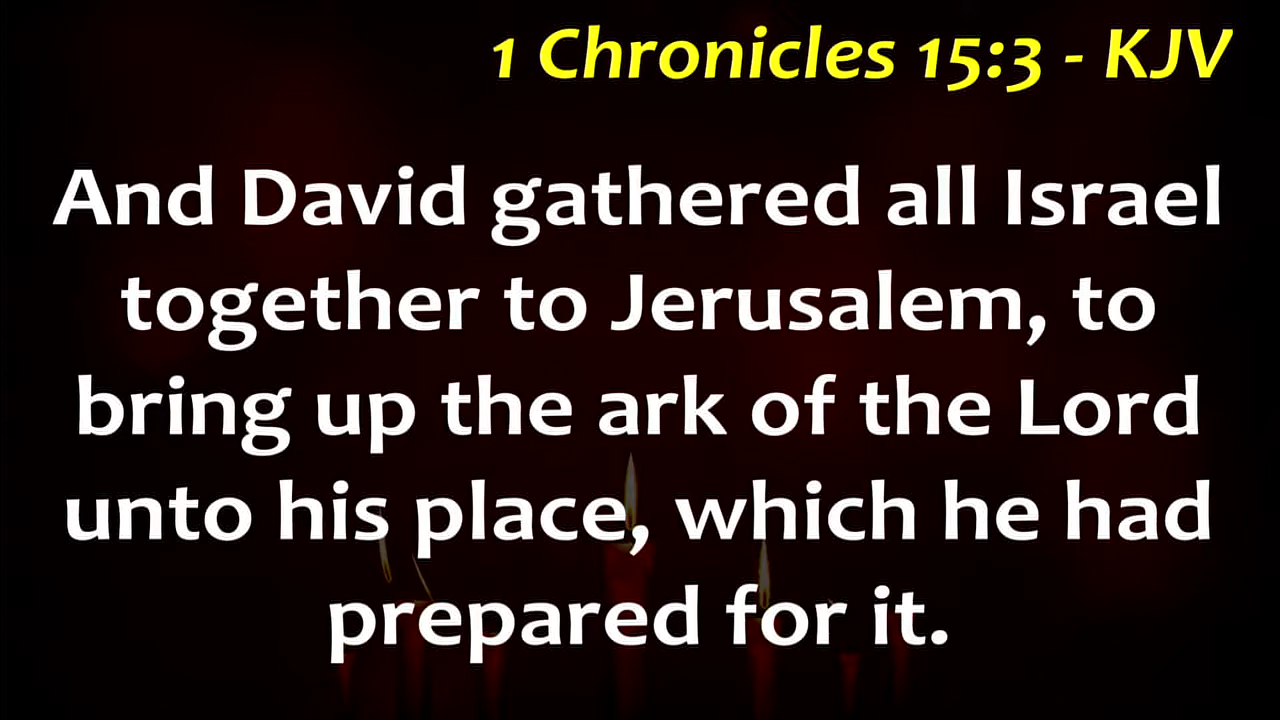 1 Chronicles 15:3 - KJV
And David gathered all Israel
together to Jerusalem, to
bring up the ark of the Lord
unto his place, which he had
prepared for it.